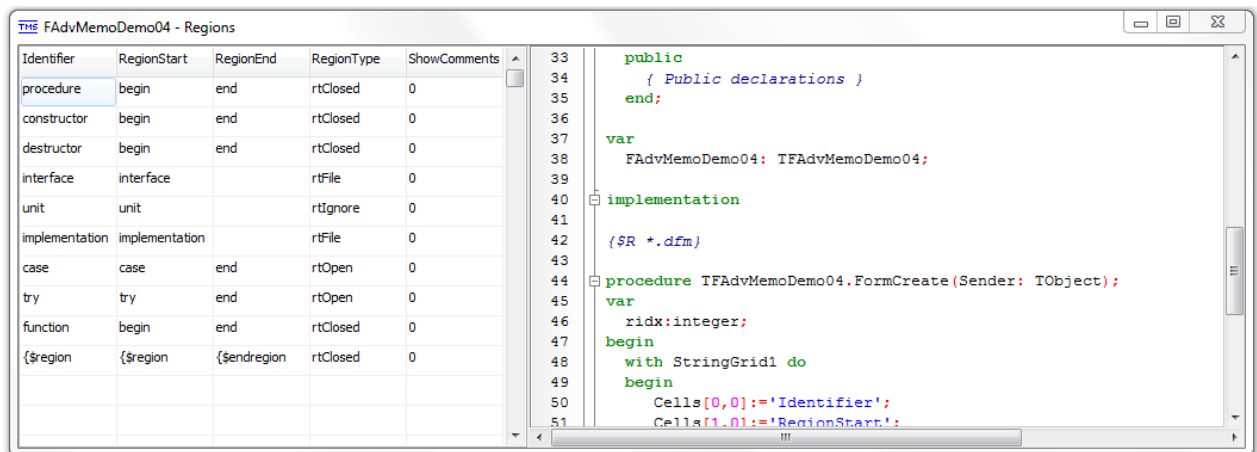 TMS FAdvMemoDemo04 - Regions
Identifier RegionStart RegionEnd RegionType ShowComments
procedure begin end rtClosed 0
constructor begin end rtClosed 0
destructor begin end rtClosed 0
interface interface rtFile 0
unit unit rtIgnore 0
implementation implementation rtFile 0
case case end rtOpen 0
try try end rtOpen 0
function begin end rtClosed 0
{$region {$region {$endregion rtClosed 0
33 public
34 { Public declarations }
35 end;
36
37 var
38 FAdvMemoDemo04: TFAdvMemoDemo04;
39
40 implementation
41
42 {$R *.dfm}
43
44 procedure TFAdvMemoDemo04.FormCreate(Sender: TObject);
45 var
46 ridx:integer;
47 begin
48 with StringGrid1 do
49 begin
50 Cells[0,0]:='Identifier';
51 Cells[1,0]:='RegionStart';